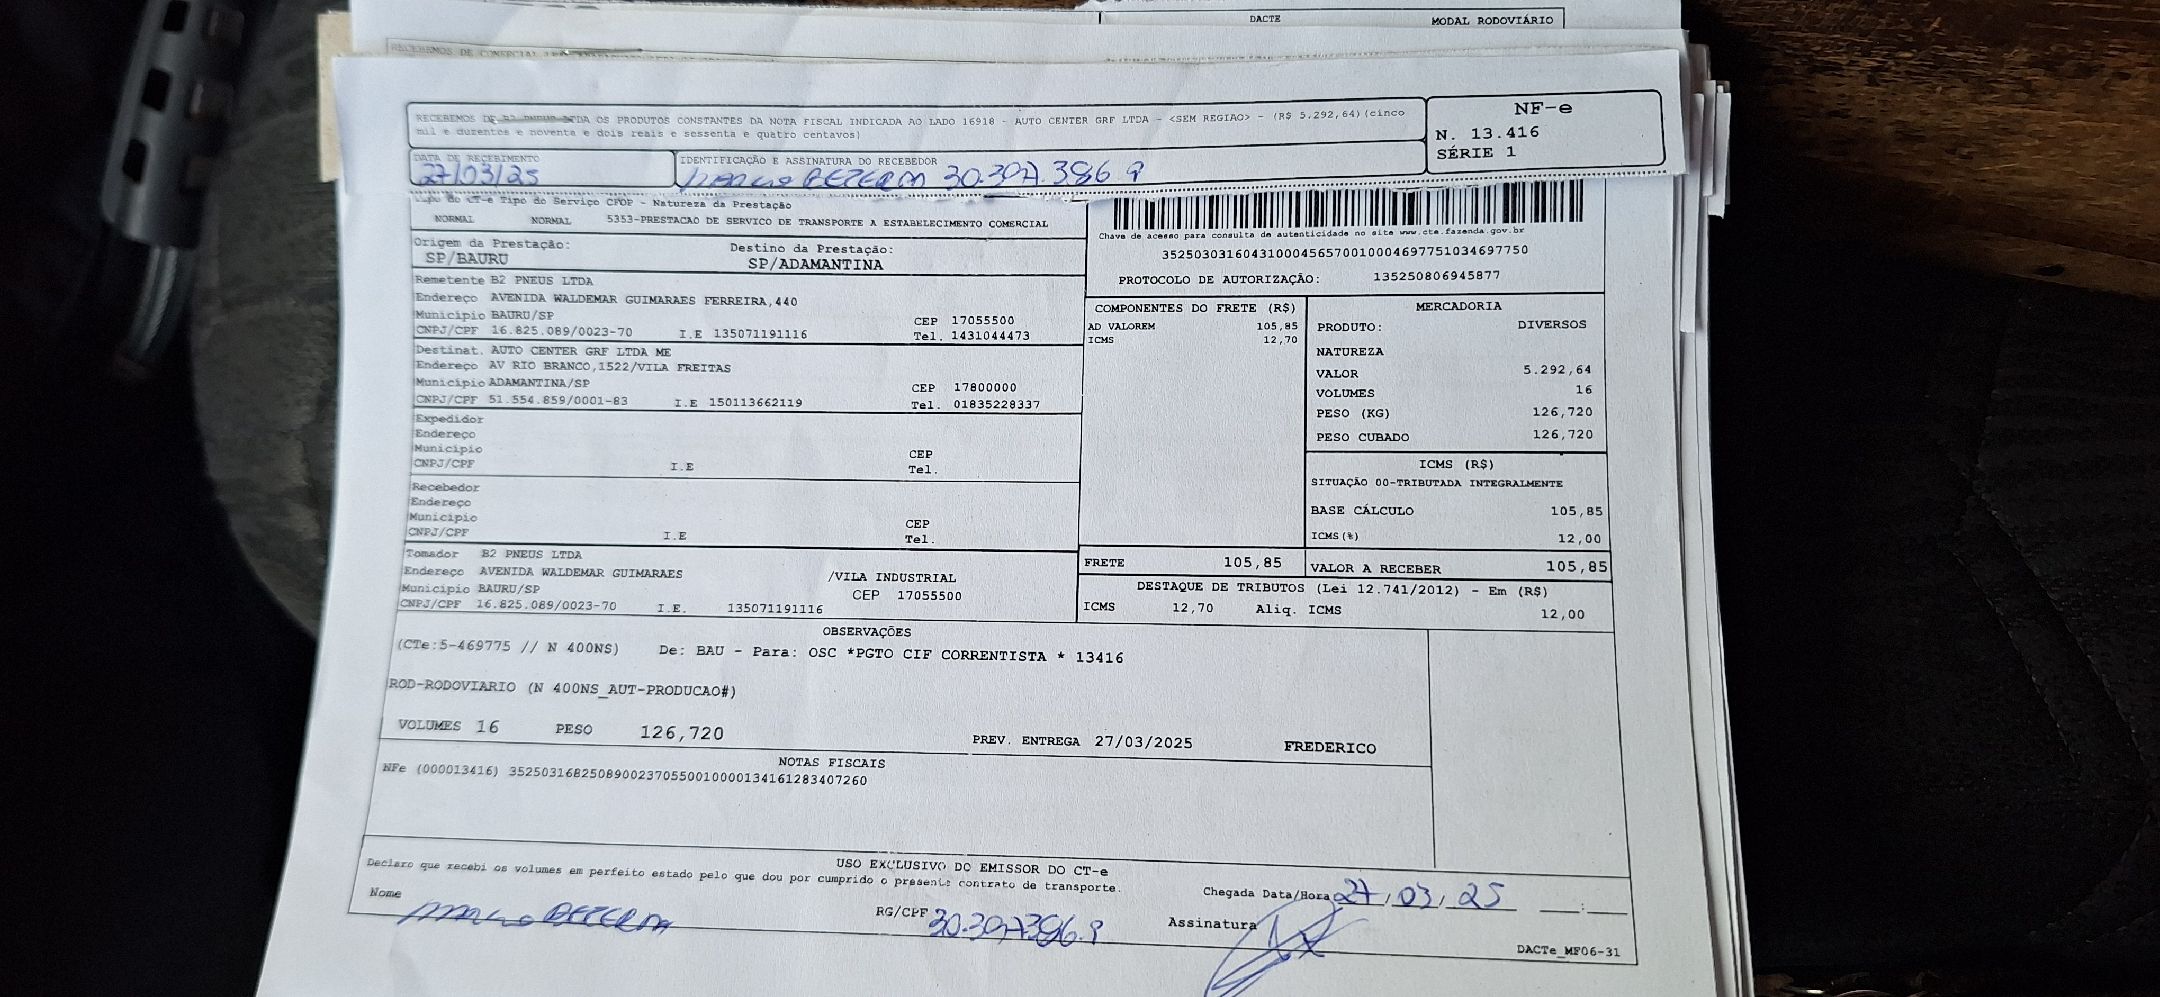 DACTE MODAL RODOVIÁRIO
RECEBEMOS DE COMERCIAL
RECEBEMOS DE B2 PNEUS LTDA OS PRODUTOS CONSTANTES DA NOTA FISCAL INDICADA AO LADO 16918 - AUTO CENTER GRF LTDA - <SEM REGIAO> - (R$ 5.292,64)(cinco
mil e duzentos e noventa e dois reais e sessenta e quatro centavos)
NF-e
N. 13.416
SÉRIE 1
DATA DE RECEBIMENTO
27/03/25
IDENTIFICAÇÃO E ASSINATURA DO RECEBEDOR
BEZERRA 30.397.386.9
Tipo do CT-e Tipo do Serviço CFOP - Natureza da Prestação
NORMAL NORMAL 5353-PRESTACAO DE SERVICO DE TRANSPORTE A ESTABELECIMENTO COMERCIAL
Origem da Prestação: Destino da Prestação:
SP/BAURU SP/ADAMANTINA
Chave de acesso para consulta de autenticidade no site www.cte.fazenda.gov.br
35250303160431000456570010004697751034697750
PROTOCOLO DE AUTORIZAÇÃO: 135250806945877
Remetente B2 PNEUS LTDA
Endereço AVENIDA WALDEMAR GUIMARAES FERREIRA,440
Município BAURU/SP CEP 17055500
CNPJ/CPF 16.825.089/0023-70 I.E 135071191116 Tel. 1431044473
Destinat. AUTO CENTER GRF LTDA ME
Endereço AV RIO BRANCO,1522/VILA FREITAS
Município ADAMANTINA/SP CEP 17800000
CNPJ/CPF 51.554.859/0001-83 I.E 150113662119 Tel. 01835228337
Expedidor
Endereço
Município CEP
CNPJ/CPF I.E Tel.
Recebedor
Endereço
Município CEP
CNPJ/CPF I.E Tel.
Tomador B2 PNEUS LTDA
Endereço AVENIDA WALDEMAR GUIMARAES /VILA INDUSTRIAL
Município BAURU/SP CEP 17055500
CNPJ/CPF 16.825.089/0023-70 I.E. 135071191116
COMPONENTES DO FRETE (R$)
AD VALOREM 105,85
ICMS 12,70
MERCADORIA
PRODUTO: DIVERSOS
NATUREZA
VALOR 5.292,64
VOLUMES 16
PESO (KG) 126,720
PESO CUBADO 126,720
ICMS (R$)
SITUAÇÃO 00-TRIBUTADA INTEGRALMENTE
BASE CÁLCULO 105,85
ICMS(%) 12,00
FRETE 105,85 VALOR A RECEBER 105,85
DESTAQUE DE TRIBUTOS (Lei 12.741/2012) - Em (R$)
ICMS 12,70 Aliq. ICMS 12,00
OBSERVAÇÕES
(CTe:5-469775 // N 400NS) De: BAU - Para: OSC *PGTO CIF CORRENTISTA * 13416
ROD-RODOVIARIO (N 400NS_AUT-PRODUCAO#)
VOLUMES 16 PESO 126,720 PREV. ENTREGA 27/03/2025 FREDERICO
NOTAS FISCAIS
NFe (000013416) 35250316825089002370550010000134161283407260
USO EXCLUSIVO DO EMISSOR DO CT-e
Declaro que recebi os volumes em perfeito estado pelo que dou por cumprido o presente contrato de transporte.
Nome BEZERRA RG/CPF 30.397386.9 Chegada Data/Hora 27/03/25 __:__
Assinatura
DACTe_MF06-31